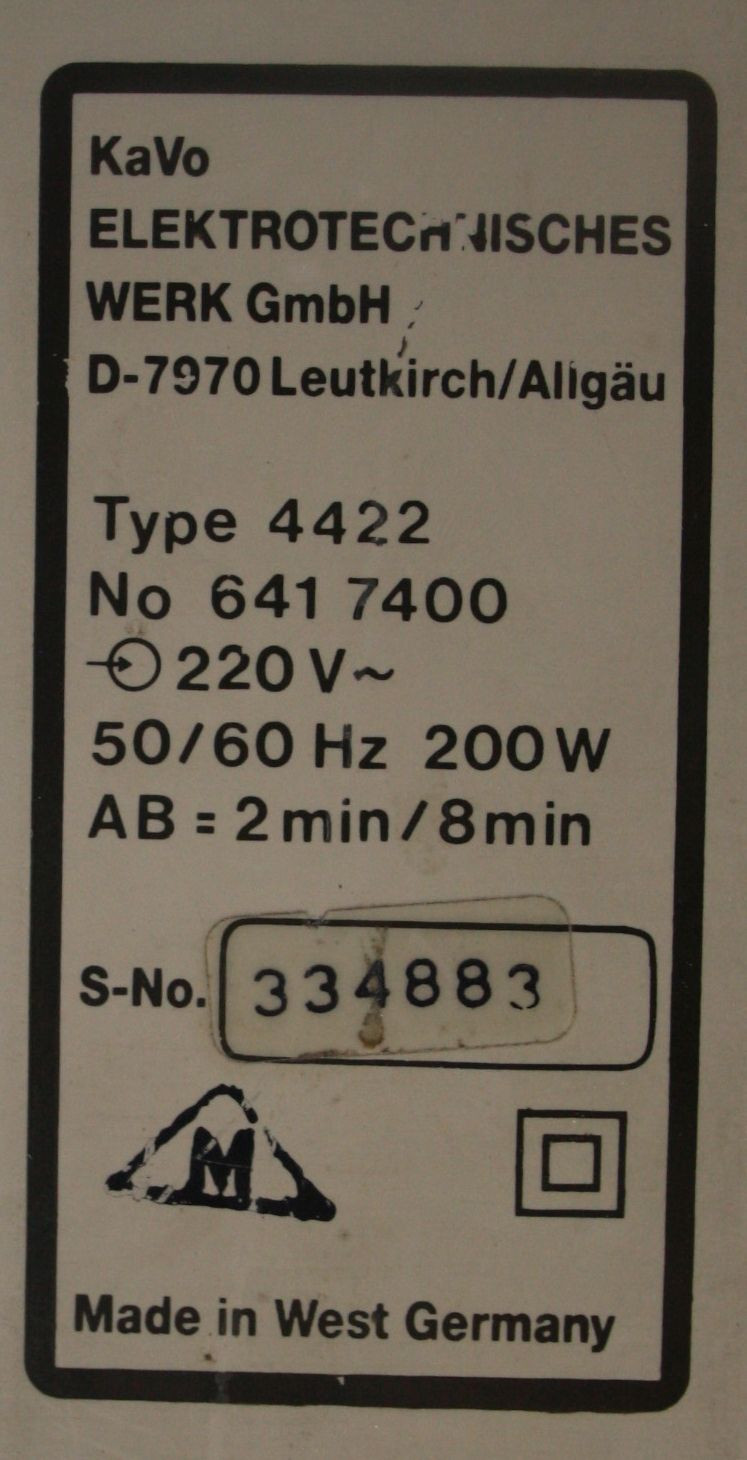 KaVo
ELEKTROTECHNISCHES
WERK GmbH
D-7970 Leutkirch/Allgäu
Type 4422
No 641 7400
220 V~
50/60 Hz 200 W
AB = 2 min/8 min
S-No. 334883
M
Made in West Germany